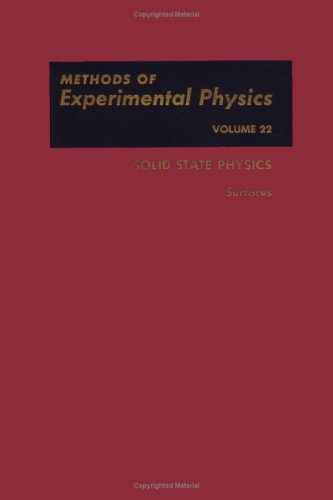 METHODS OF
Experimental Physics
VOLUME 22
SOLID STATE PHYSICS
Surfaces